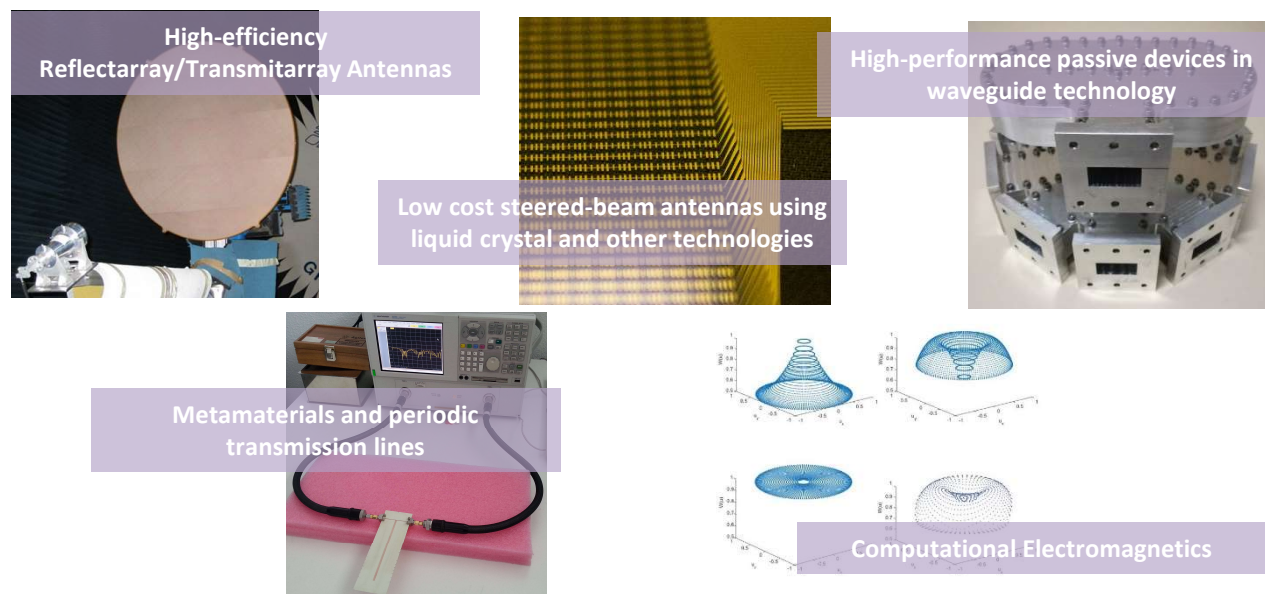 High-efficiency
Reflectarray/Transmitarray Antennas
High-performance passive devices in
waveguide technology
Low cost steered-beam antennas using
liquid crystal and other technologies
Metamaterials and periodic
transmission lines
Computational Electromagnetics